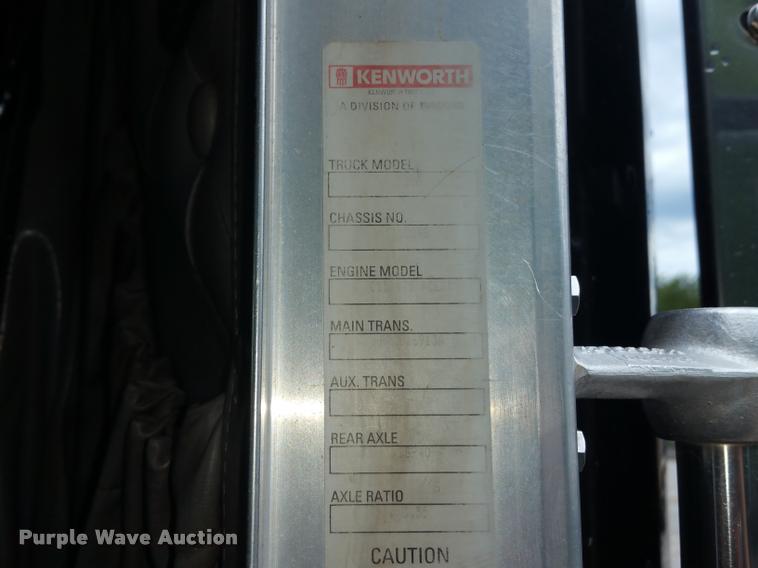 KENWORTH
A DIVISION OF
TRUCK MODEL
CHASSIS NO.
ENGINE MODEL
MAIN TRANS.
AUX. TRANS
REAR AXLE
AXLE RATIO
CAUTION
Purple Wave Auction